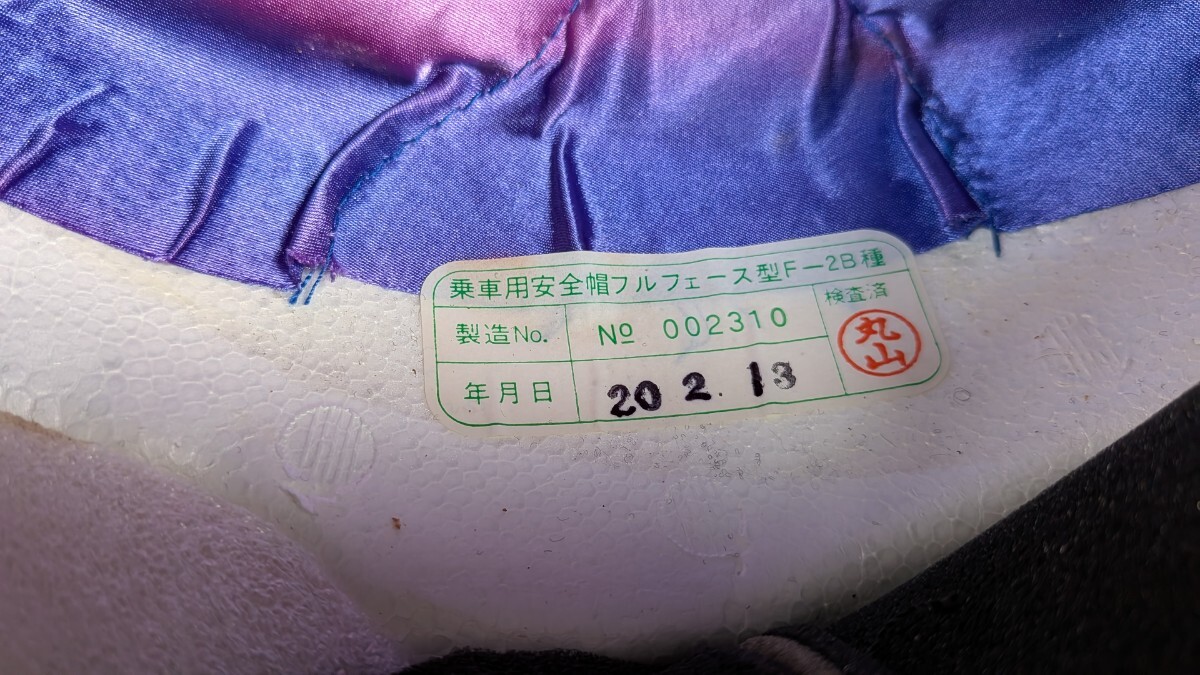 乗車用安全帽フルフェース型F-2B種
製造No. № 002310
年月日 20 2. 13
検査済
丸山